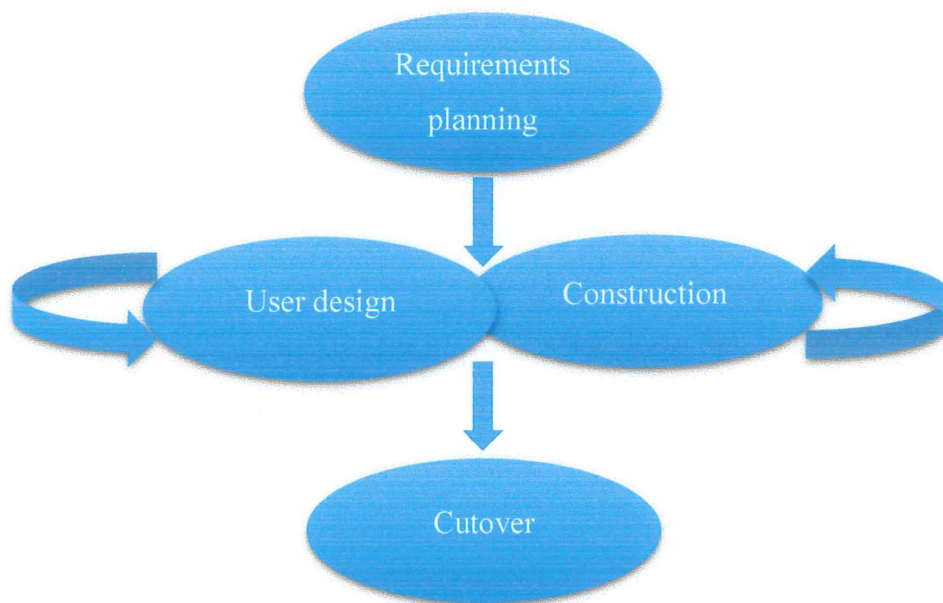 Requirements
planning
User design
Construction
Cutover